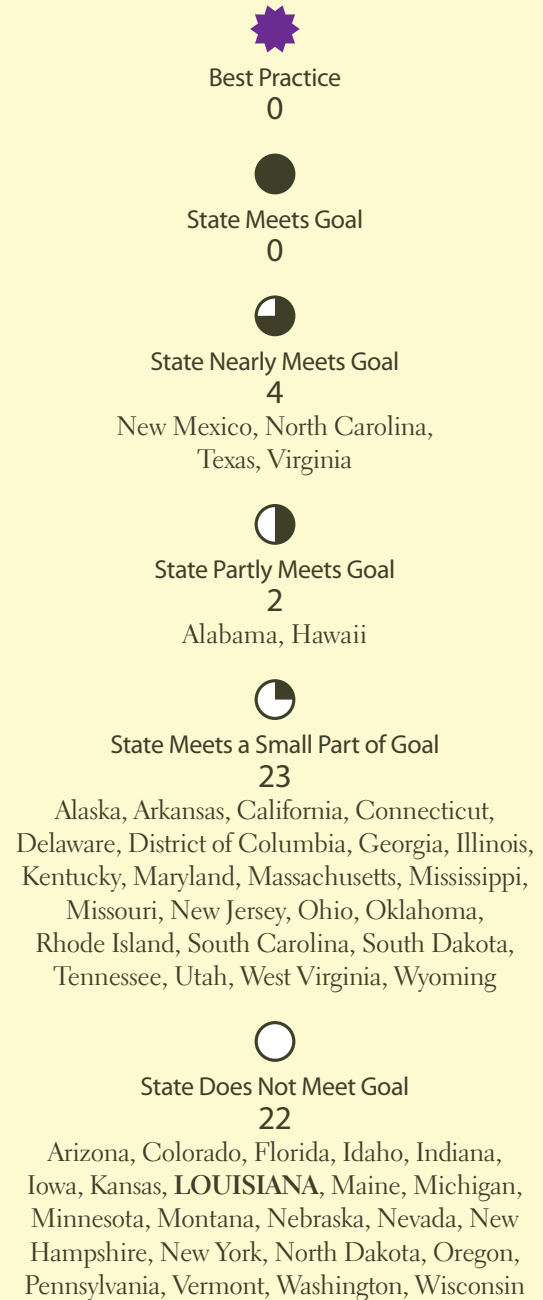 Best Practice
0
State Meets Goal
0
State Nearly Meets Goal
4
New Mexico, North Carolina,
Texas, Virginia
State Partly Meets Goal
2
Alabama, Hawaii
State Meets a Small Part of Goal
23
Alaska, Arkansas, California, Connecticut,
Delaware, District of Columbia, Georgia, Illinois,
Kentucky, Maryland, Massachusetts, Mississippi,
Missouri, New Jersey, Ohio, Oklahoma,
Rhode Island, South Carolina, South Dakota,
Tennessee, Utah, West Virginia, Wyoming
State Does Not Meet Goal
22
Arizona, Colorado, Florida, Idaho, Indiana,
Iowa, Kansas, LOUISIANA, Maine, Michigan,
Minnesota, Montana, Nebraska, Nevada, New
Hampshire, New York, North Dakota, Oregon,
Pennsylvania, Vermont, Washington, Wisconsin